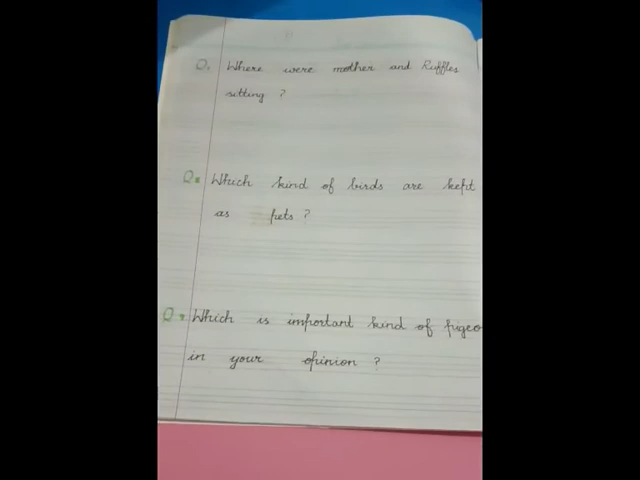 Q. Where were mother and Ruffles
sitting ?
Q. Which kind of birds are kept
as pets ?
Q. Which is important kind of pigeo
in your opinion ?